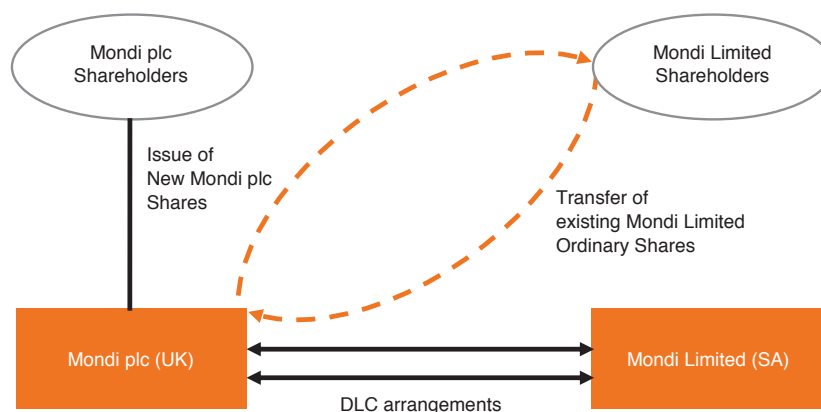 Mondi plc
Shareholders
Mondi Limited
Shareholders
Issue of
New Mondi plc
Shares
Transfer of
existing Mondi Limited
Ordinary Shares
Mondi plc (UK)
Mondi Limited (SA)
DLC arrangements